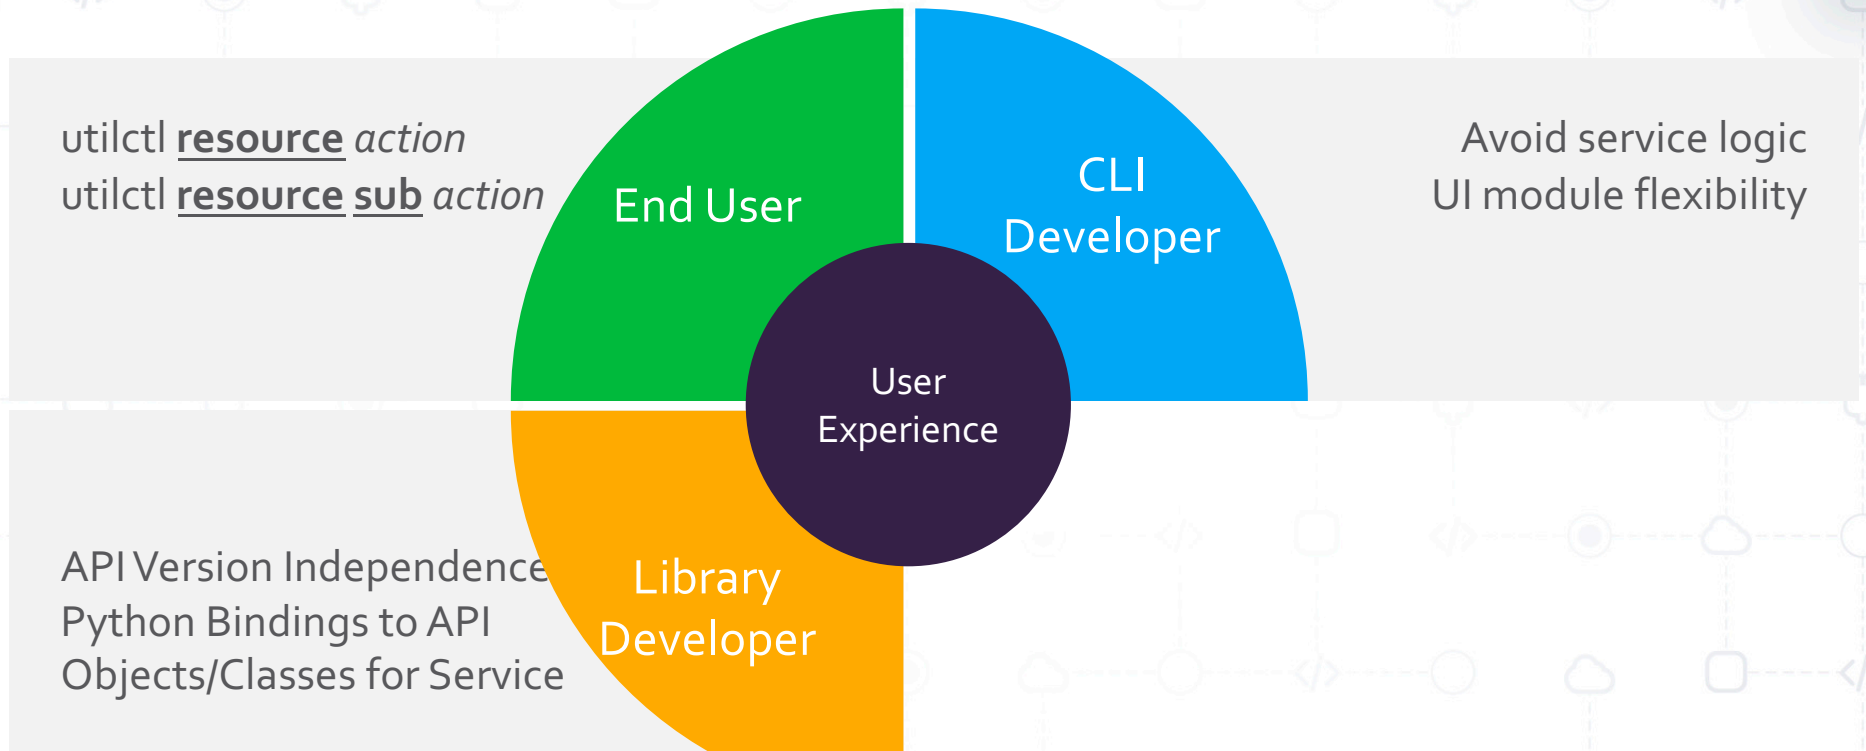 utilctl resource action
utilctl resource sub action
End User
CLI
Developer
Avoid service logic
UI module flexibility
User
Experience
API Version Independence
Python Bindings to API
Objects/Classes for Service
Library
Developer